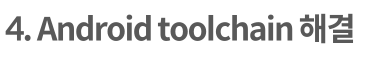 4. Android toolchain 해결